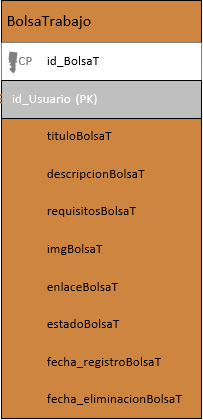 BolsaTrabajo
CP id_BolsaT
id_Usuario (PK)
tituloBolsaT
descripcionBolsaT
requisitosBolsaT
imgBolsaT
enlaceBolsaT
estadoBolsaT
fecha_registroBolsaT
fecha_eliminacionBolsaT